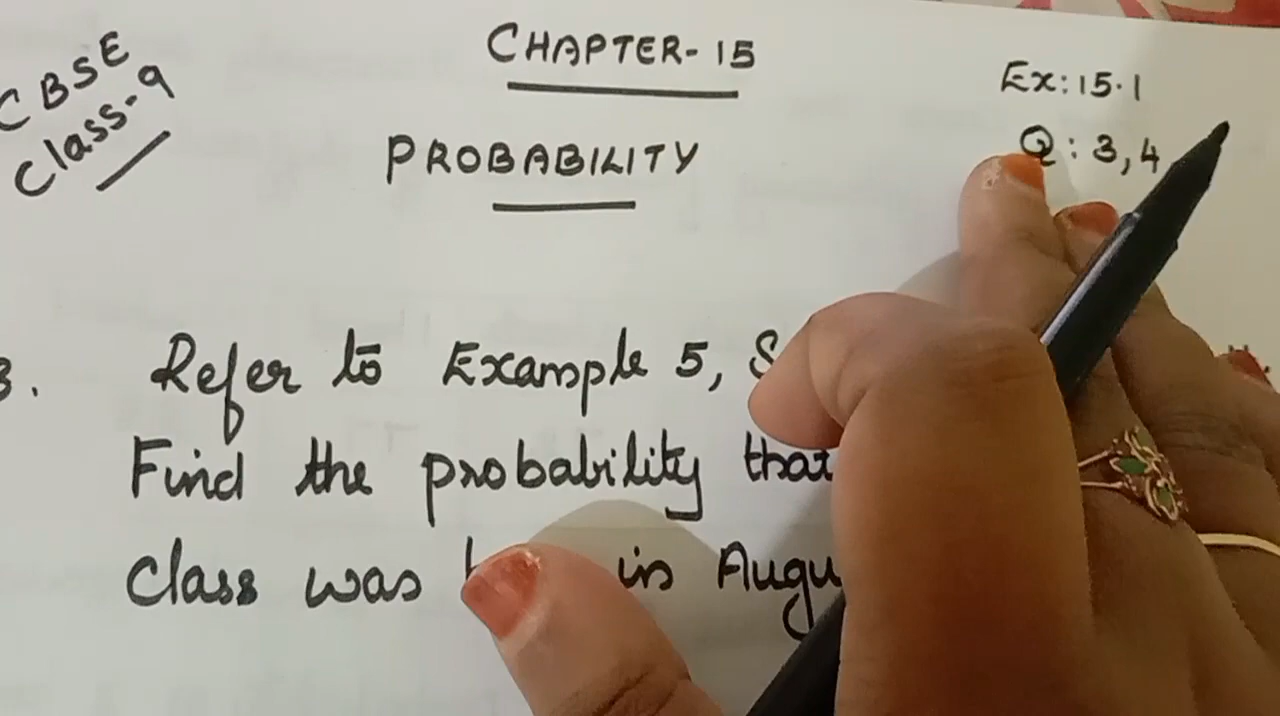 CBSE
Class-9
CHAPTER-15
PROBABILITY
Ex: 15.1
Q: 3, 4
3. Refer to Example 5,
Find the probability that
class was in